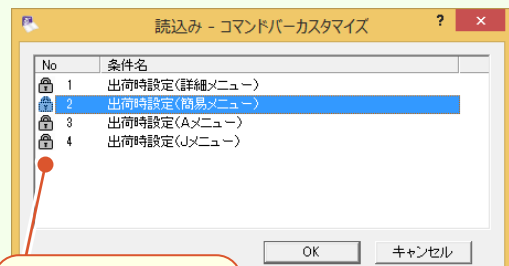 読込み - コマンドバーカスタマイズ
? ×
No 条件名
1 出荷時設定(詳細メニュー)
2 出荷時設定(簡易メニュー)
3 出荷時設定(Aメニュー)
4 出荷時設定(Jメニュー)
OK キャンセル